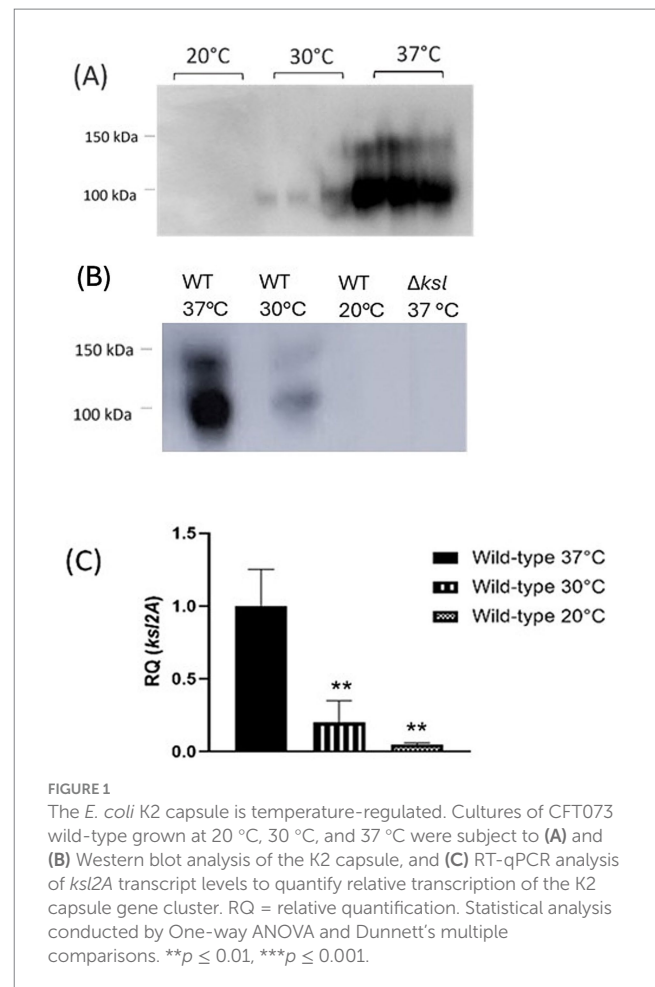 20°C 30°C 37°C
(A)
150 kDa
100 kDa
(B)
WT WT WT Δksl
37°C 30°C 20°C 37 °C
150 kDa
100 kDa
(C)
1.5
1.0
0.5
0.0
RQ (ksl2A)
**
**
Wild-type 37°C
Wild-type 30°C
Wild-type 20°C
FIGURE 1
The E. coli K2 capsule is temperature-regulated. Cultures of CFT073
wild-type grown at 20 °C, 30 °C, and 37 °C were subject to (A) and
(B) Western blot analysis of the K2 capsule, and (C) RT-qPCR analysis
of ksl2A transcript levels to quantify relative transcription of the K2
capsule gene cluster. RQ = relative quantification. Statistical analysis
conducted by One-way ANOVA and Dunnett’s multiple
comparisons. **p ≤ 0.01, ***p ≤ 0.001.